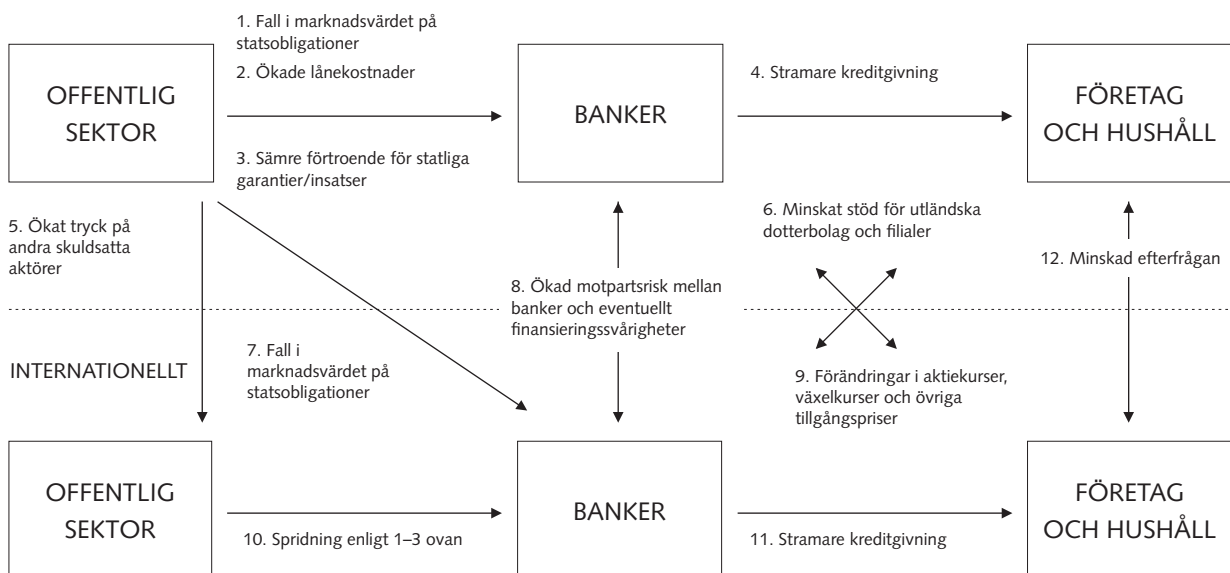 1. Fall i marknadsvärdet på
statsobligationer
2. Ökade lånekostnader
4. Stramare kreditgivning
OFFENTLIG
SEKTOR
BANKER
FÖRETAG
OCH HUSHÅLL
3. Sämre förtroende för statliga
garantier/insatser
5. Ökat tryck på
andra skuldsatta
aktörer
6. Minskat stöd för utländska
dotterbolag och filialer
12. Minskad efterfrågan
8. Ökad motpartsrisk mellan
banker och eventuellt
finansieringssvårigheter
INTERNATIONELLT
7. Fall i
marknadsvärdet på
statsobligationer
9. Förändringar i aktiekurser,
växelkurser och övriga
tillgångspriser
OFFENTLIG
SEKTOR
BANKER
FÖRETAG
OCH HUSHÅLL
10. Spridning enligt 1–3 ovan
11. Stramare kreditgivning